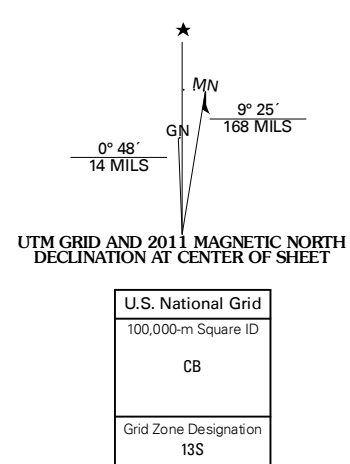 ★
MN
9° 25´
168 MILS
GN
0° 48´
14 MILS
UTM GRID AND 2011 MAGNETIC NORTH
DECLINATION AT CENTER OF SHEET
U.S. National Grid
100,000-m Square ID
CB
Grid Zone Designation
13S